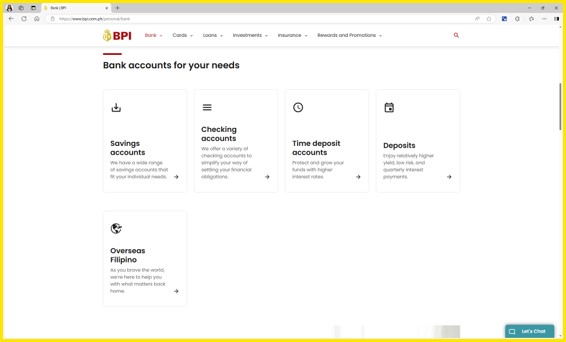 Bank | BPI
https://www.bpi.com.ph/personal/bank
BPI Bank Cards Loans Investments Insurance Rewards and Promotions
Bank accounts for your needs
Savings
accounts
We have a wide range
of savings accounts that
fit your individual needs.
Checking
accounts
We offer a variety of
checking accounts to
simplify your way of
settling your financial
obligations.
Time deposit
accounts
Protect and grow your
funds with higher
interest rates.
Deposits
Enjoy relatively higher
yield, low risk, and
quarterly interest
payments.
Overseas
Filipino
As you brave the world,
we're here to help you
with what matters back
home.
Let's Chat